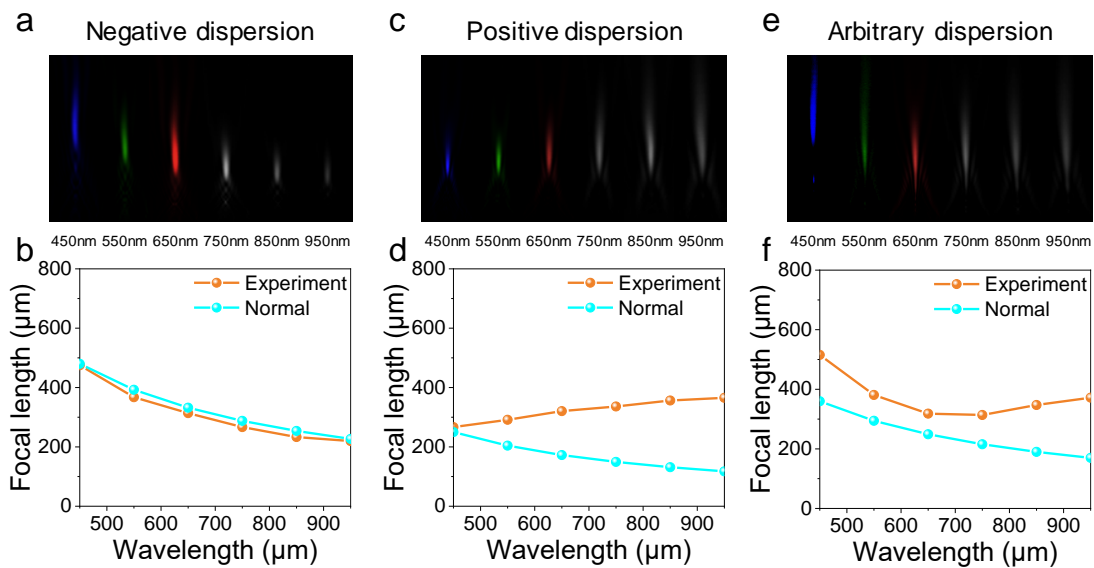 a Negative dispersion
c Positive dispersion
e Arbitrary dispersion
450nm 550nm 650nm 750nm 850nm 950nm
450nm 550nm 650nm 750nm 850nm 950nm
450nm 550nm 650nm 750nm 850nm 950nm
b
800
600
400
200
0
Focal length (µm)
Experiment
Normal
500 600 700 800 900
Wavelength (µm)
d
800
600
400
200
0
Focal length (µm)
Experiment
Normal
500 600 700 800 900
Wavelength (µm)
f
800
600
400
200
0
Focal length (µm)
Experiment
Normal
500 600 700 800 900
Wavelength (µm)